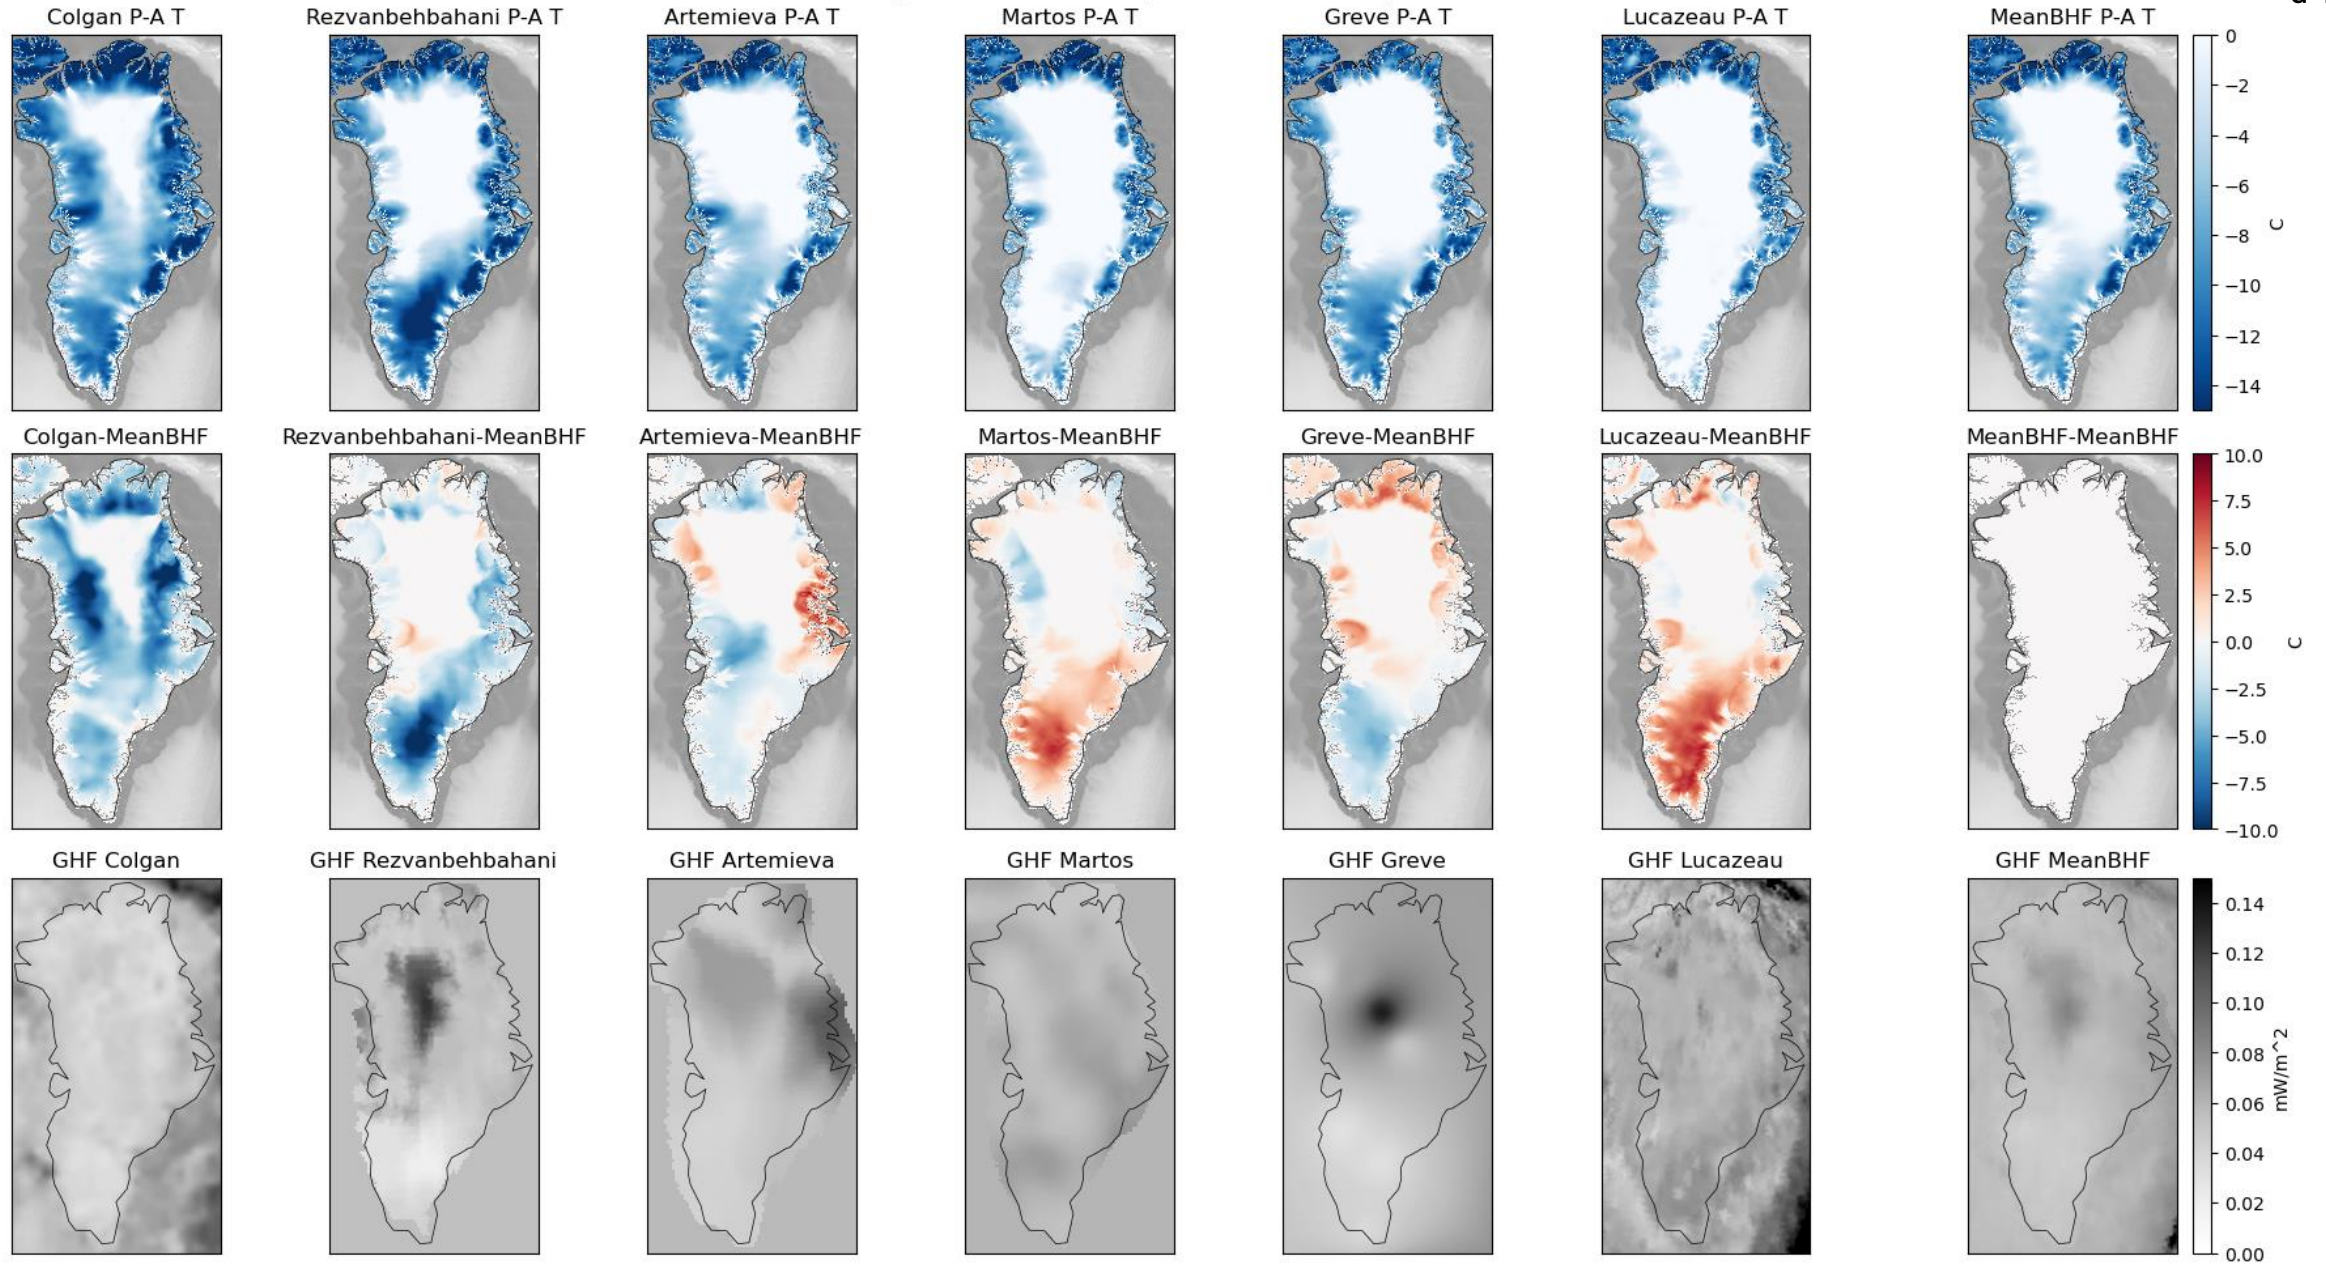 Colgan P-A T
Rezvanbehbahani P-A T
Artemieva P-A T
Martos P-A T
Greve P-A T
Lucazeau P-A T
MeanBHF P-A T
0
−2
−4
−6
−8
−10
−12
−14
C
Colgan-MeanBHF
Rezvanbehbahani-MeanBHF
Artemieva-MeanBHF
Martos-MeanBHF
Greve-MeanBHF
Lucazeau-MeanBHF
MeanBHF-MeanBHF
10.0
7.5
5.0
2.5
0.0
−2.5
−5.0
−7.5
−10.0
C
GHF Colgan
GHF Rezvanbehbahani
GHF Artemieva
GHF Martos
GHF Greve
GHF Lucazeau
GHF MeanBHF
0.14
0.12
0.10
0.08
0.06
0.04
0.02
0.00
mW/m^2